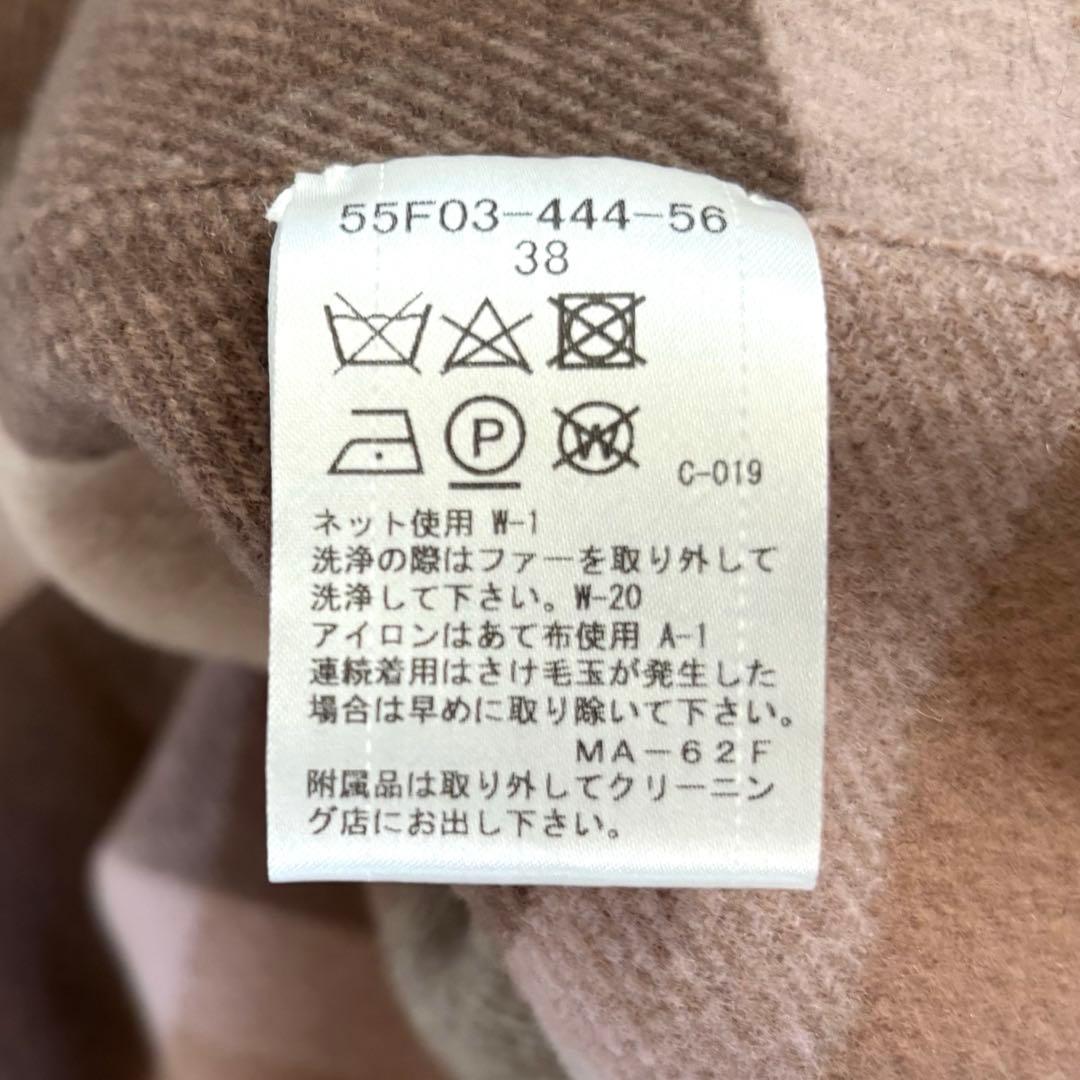 55F03-444-56
38
P
W
C-019
ネット使用 W-1
洗浄の際はファーを取り外して
洗浄して下さい。W-20
アイロンはあて布使用 A-1
連続着用はさけ毛玉が発生した
場合は早めに取り除いて下さい。
MA-62F
附属品は取り外してクリーニン
グ店にお出し下さい。